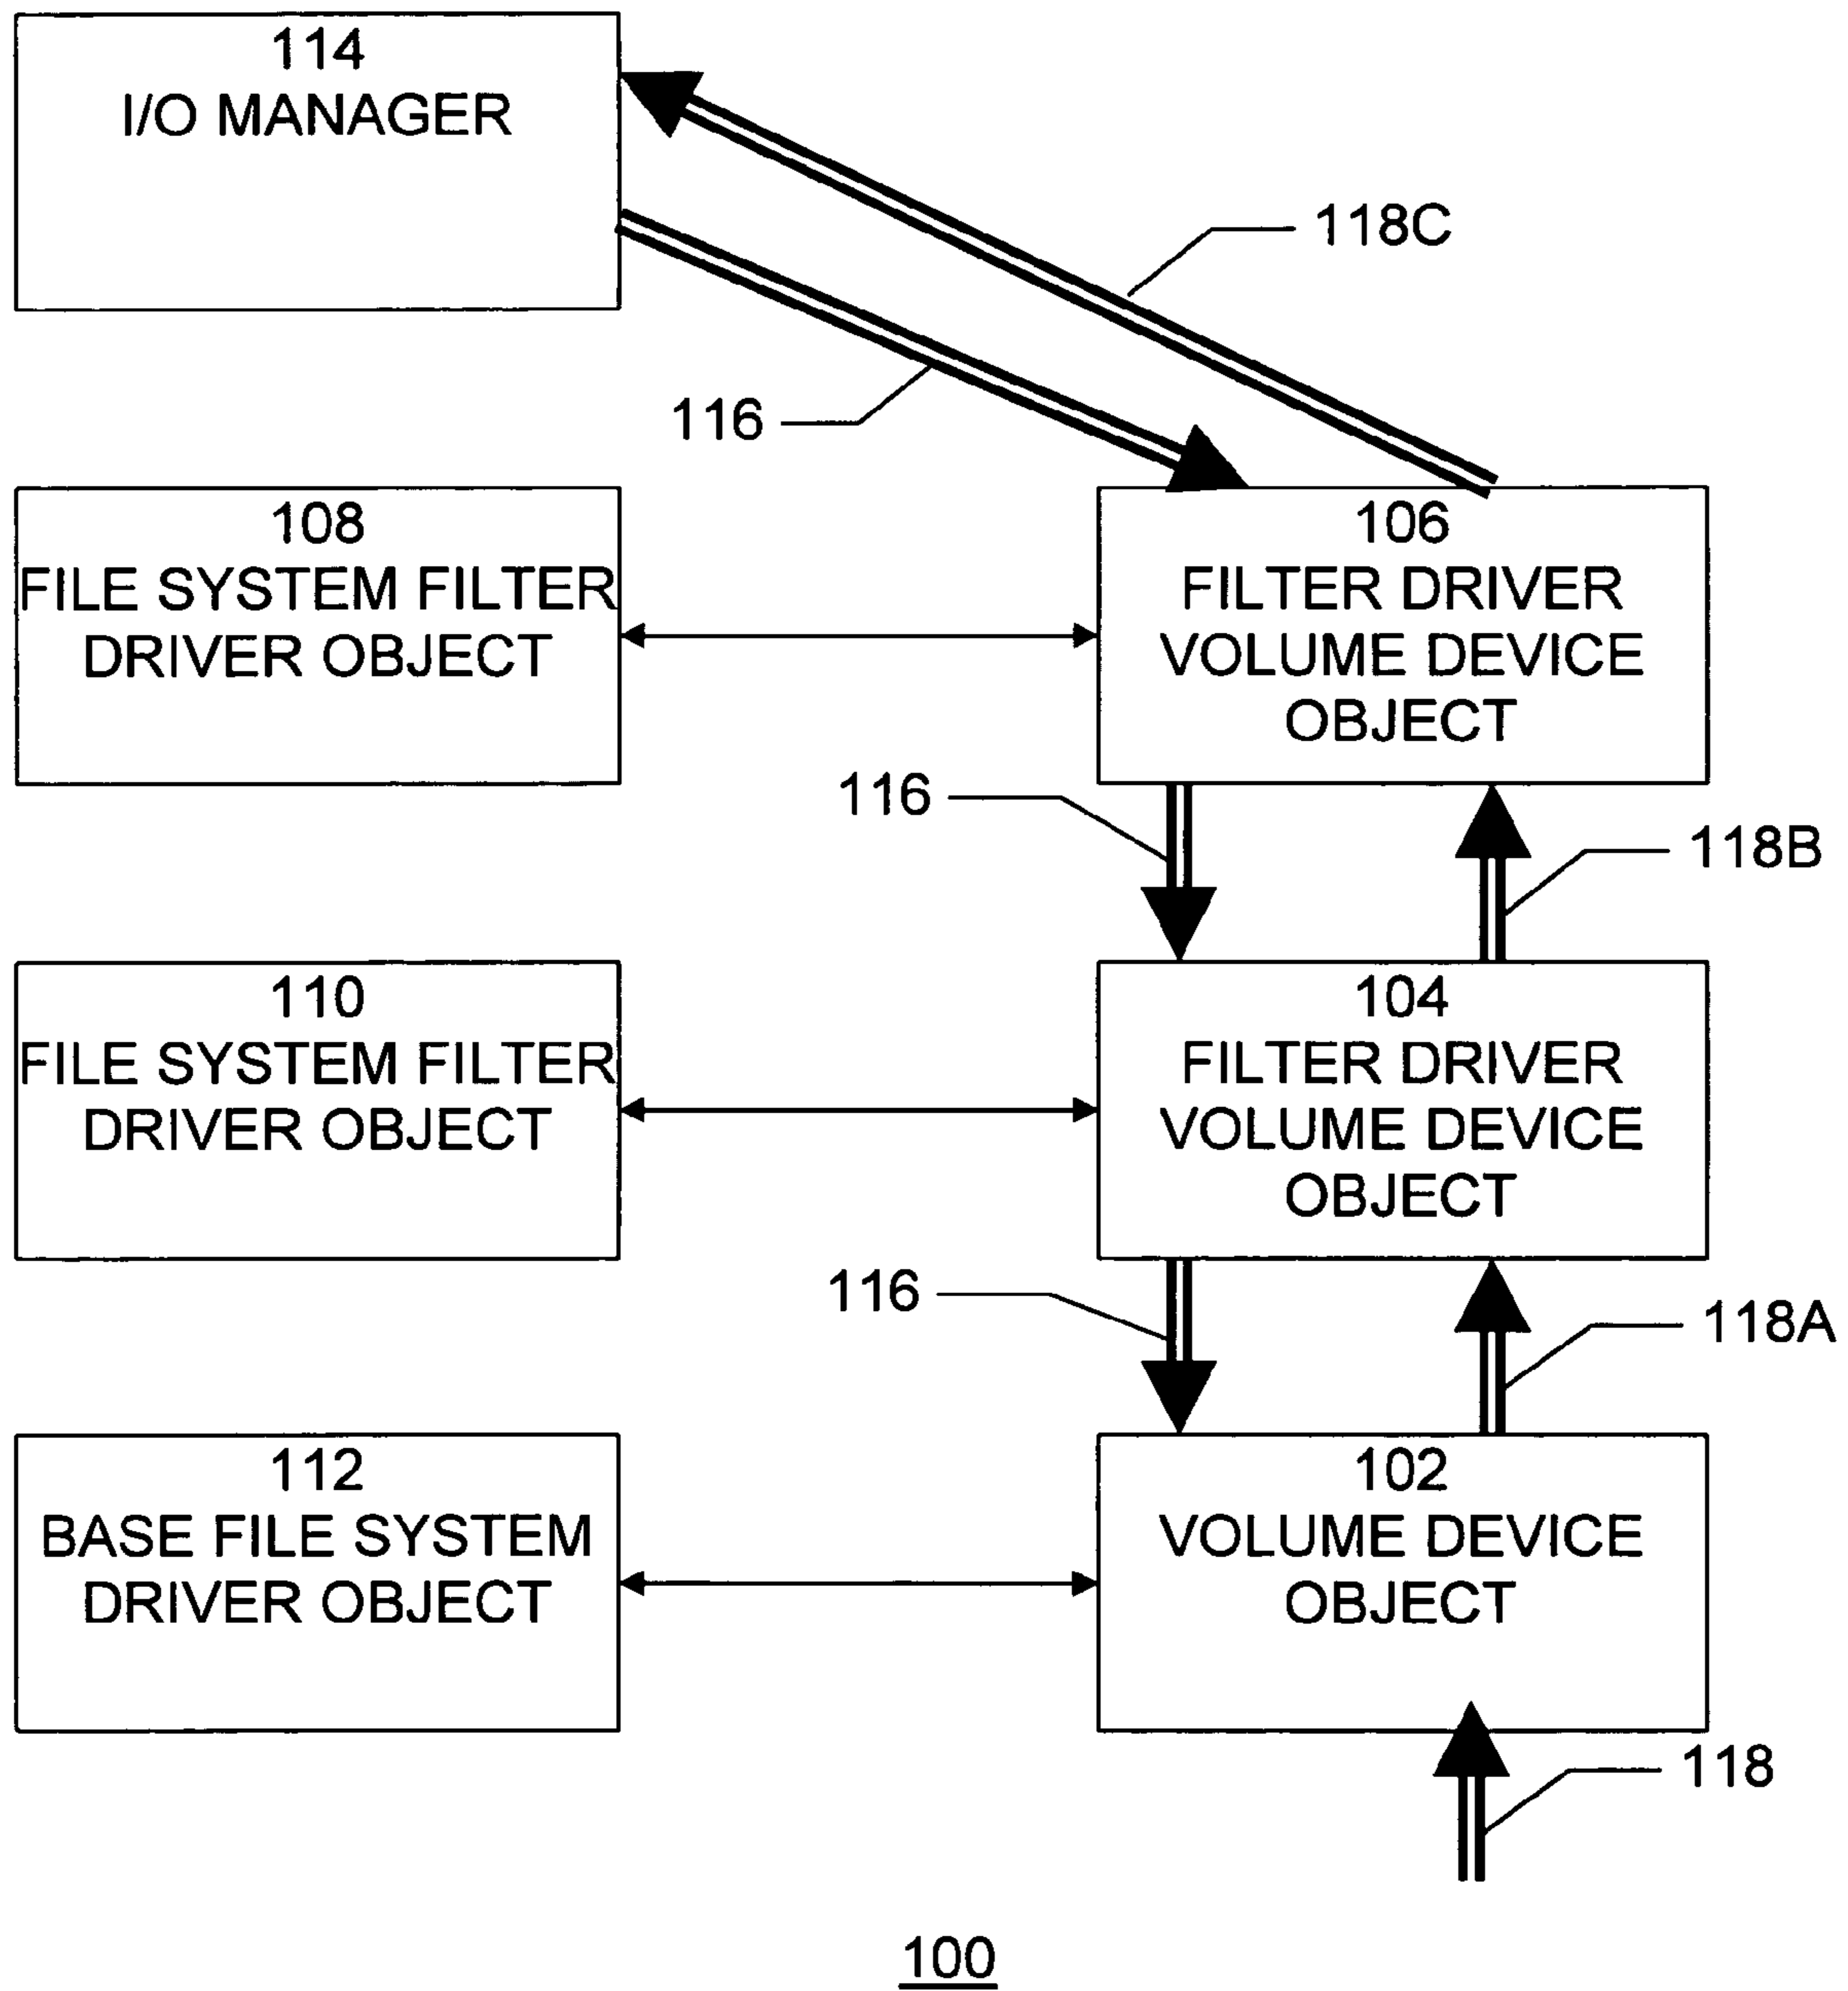 114
I/O MANAGER
118C
116
108
FILE SYSTEM FILTER
DRIVER OBJECT
106
FILTER DRIVER
VOLUME DEVICE
OBJECT
116
118B
110
FILE SYSTEM FILTER
DRIVER OBJECT
104
FILTER DRIVER
VOLUME DEVICE
OBJECT
116
118A
112
BASE FILE SYSTEM
DRIVER OBJECT
102
VOLUME DEVICE
OBJECT
118
100